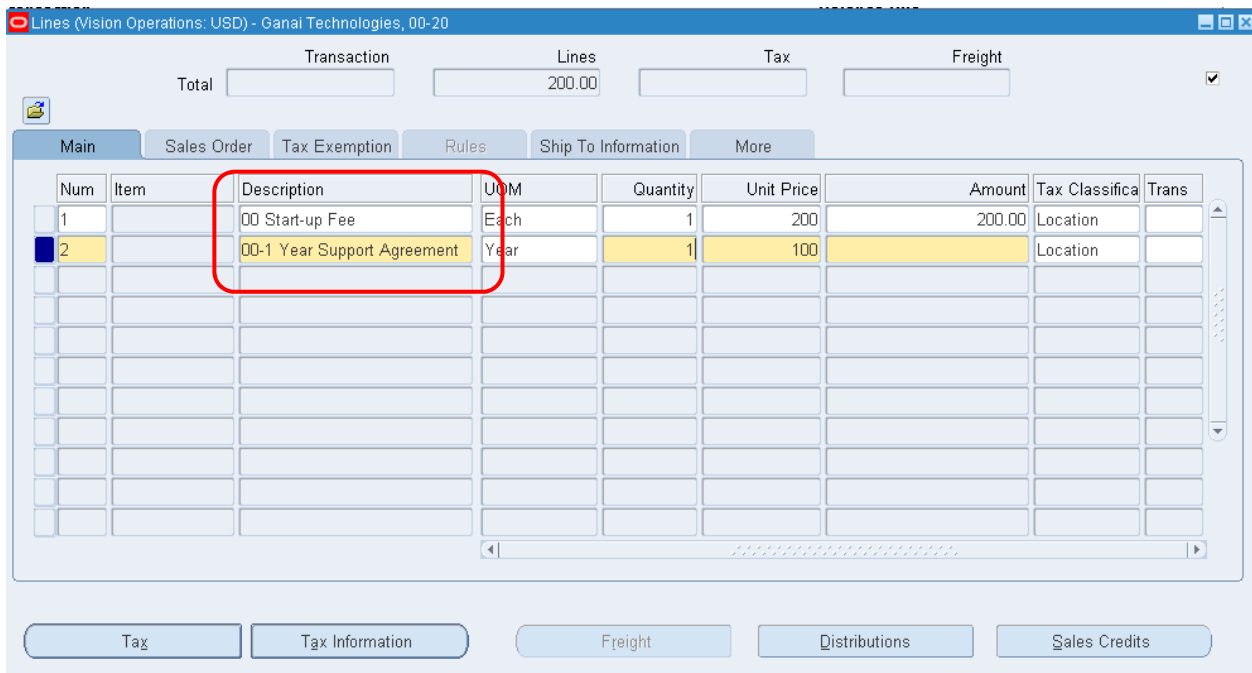 Lines (Vision Operations: USD) - Ganai Technologies, 00-20
Transaction Lines Tax Freight
Total 200.00
Main Sales Order Tax Exemption Rules Ship To Information More
Num Item Description UOM Quantity Unit Price Amount Tax Classifica Trans
1 00 Start-up Fee Each 1 200 200.00 Location
2 00-1 Year Support Agreement Year 1 100 Location
Tax Tax Information Freight Distributions Sales Credits